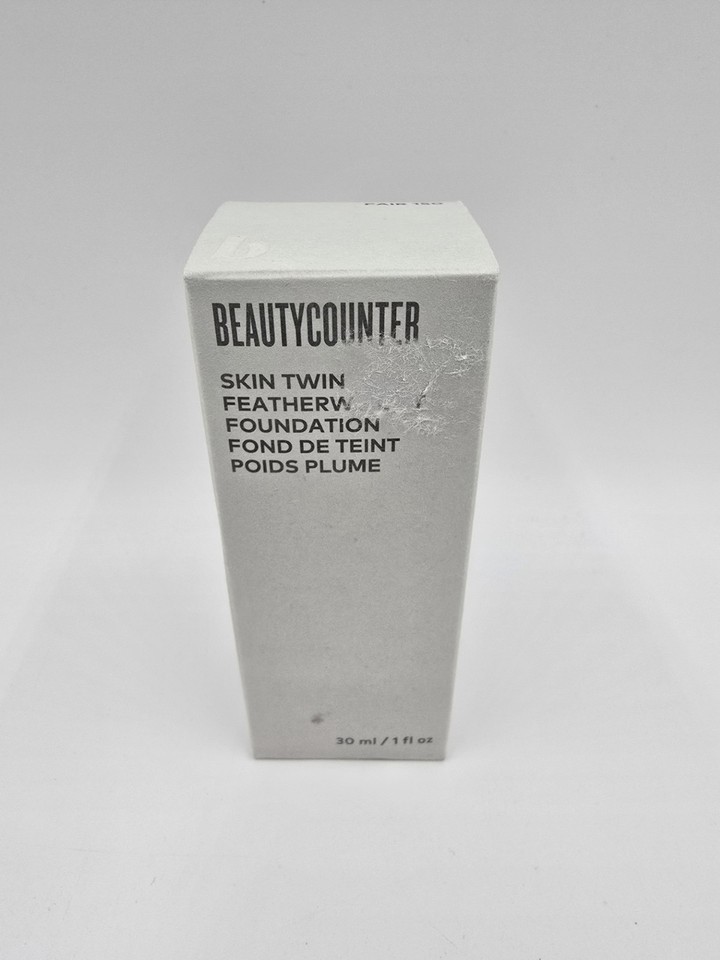 b
BEAUTYCOUNTER
SKIN TWIN
FOUNDATION
FOND DE TEINT
POIDS PLUME
30 ml / 1 fl oz